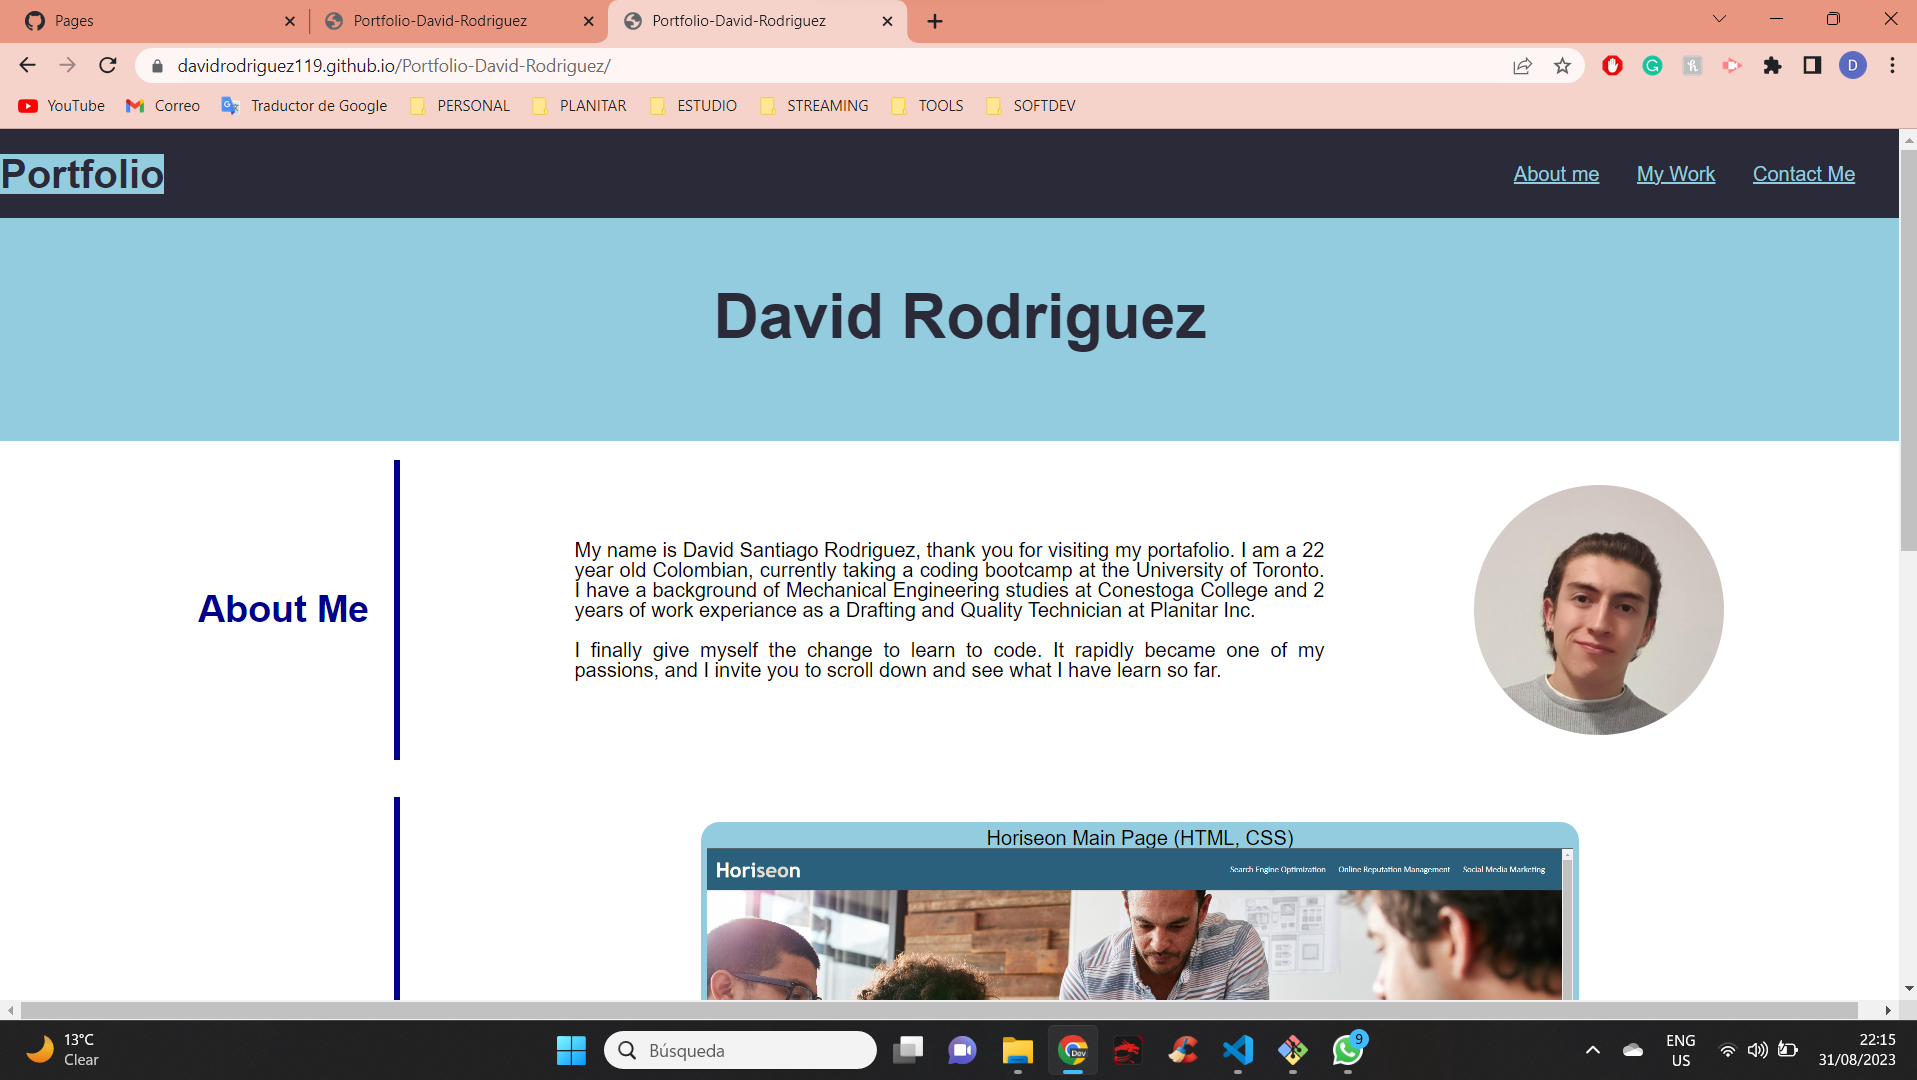 Pages
Portfolio-David-Rodriguez
Portfolio-David-Rodriguez
davidrodriguez119.github.io/Portfolio-David-Rodriguez/
D
YouTube
Correo
Traductor de Google
PERSONAL
PLANITAR
ESTUDIO
STREAMING
TOOLS
SOFTDEV
Portfolio
About me
My Work
Contact Me
David Rodriguez
About Me
My name is David Santiago Rodriguez, thank you for visiting my portafolio. I am a 22
year old Colombian, currently taking a coding bootcamp at the University of Toronto.
I have a background of Mechanical Engineering studies at Conestoga College and 2
years of work experiance as a Drafting and Quality Technician at Planitar Inc.
I finally give myself the change to learn to code. It rapidly became one of my
passions, and I invite you to scroll down and see what I have learn so far.
Horiseon Main Page (HTML, CSS)
Horiseon
Search Engine Optimization
Online Reputation Management
Social Media Marketing
13°C
Clear
Búsqueda
Dev
9
ENG
US
22:15
31/08/2023